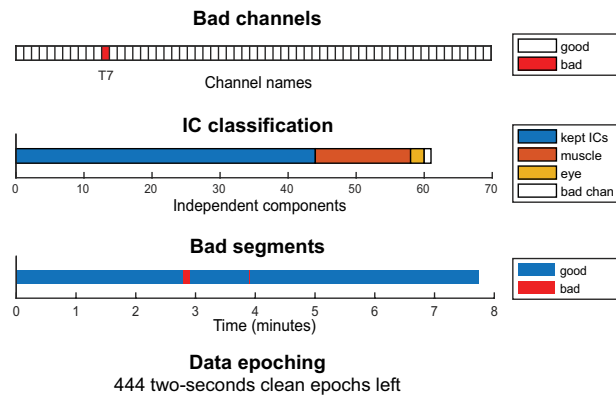 Bad channels
T7
Channel names
good
bad
IC classification
0 10 20 30 40 50 60 70
Independent components
kept ICs
muscle
eye
bad chan
Bad segments
0 1 2 3 4 5 6 7 8
Time (minutes)
good
bad
Data epoching
444 two-seconds clean epochs left